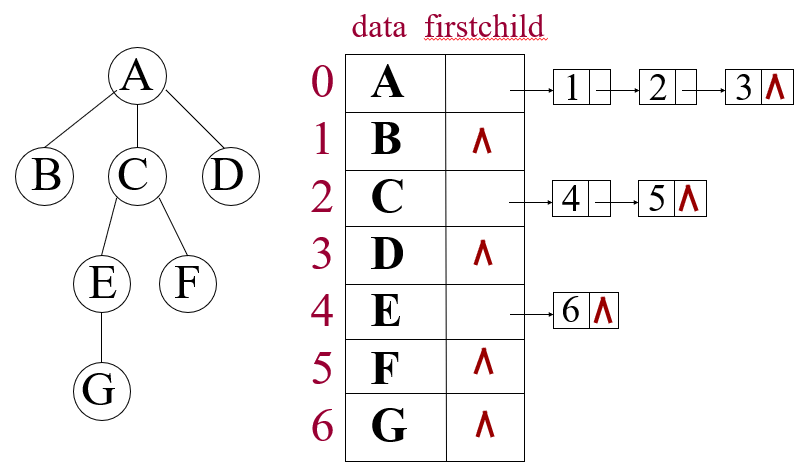 data firstchild
A
B C D
E F
G
0 A 1 2 3 ∧
1 B ∧
2 C 4 5 ∧
3 D ∧
4 E 6 ∧
5 F ∧
6 G ∧